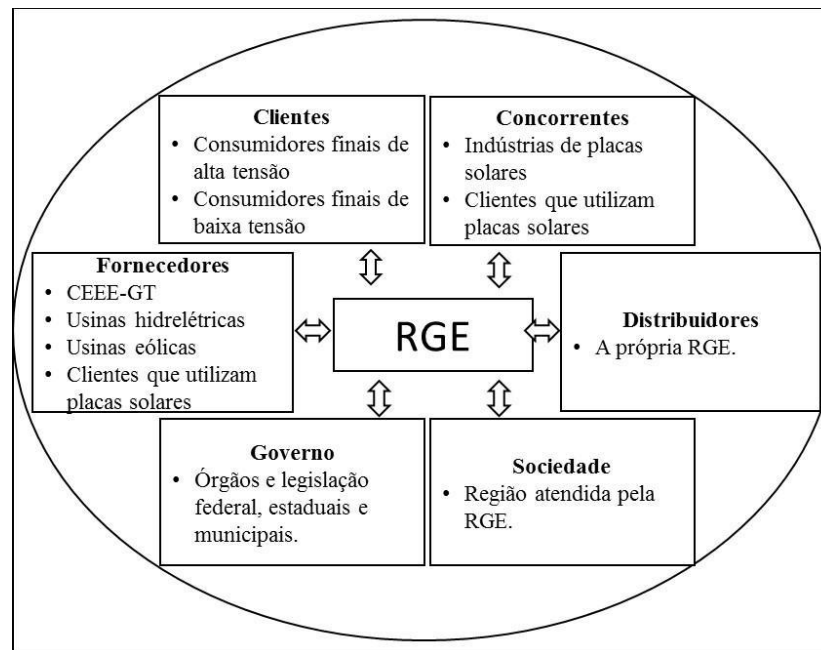 Clientes
• Consumidores finais de
alta tensão
• Consumidores finais de
baixa tensão
Concorrentes
• Indústrias de placas
solares
• Clientes que utilizam
placas solares
Fornecedores
• CEEE-GT
• Usinas hidrelétricas
• Usinas eólicas
• Clientes que utilizam
placas solares
RGE
Distribuidores
• A própria RGE.
Governo
• Órgãos e legislação
federal, estaduais e
municipais.
Sociedade
• Região atendida pela
RGE.